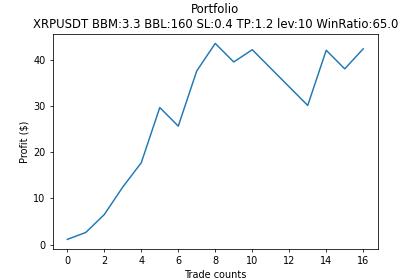 Portfolio
XRPUSDT BBM:3.3 BBL:160 SL:0.4 TP:1.2 lev:10 WinRatio:65.0
Profit ($)
40
30
20
10
0
0 2 4 6 8 10 12 14 16
Trade counts